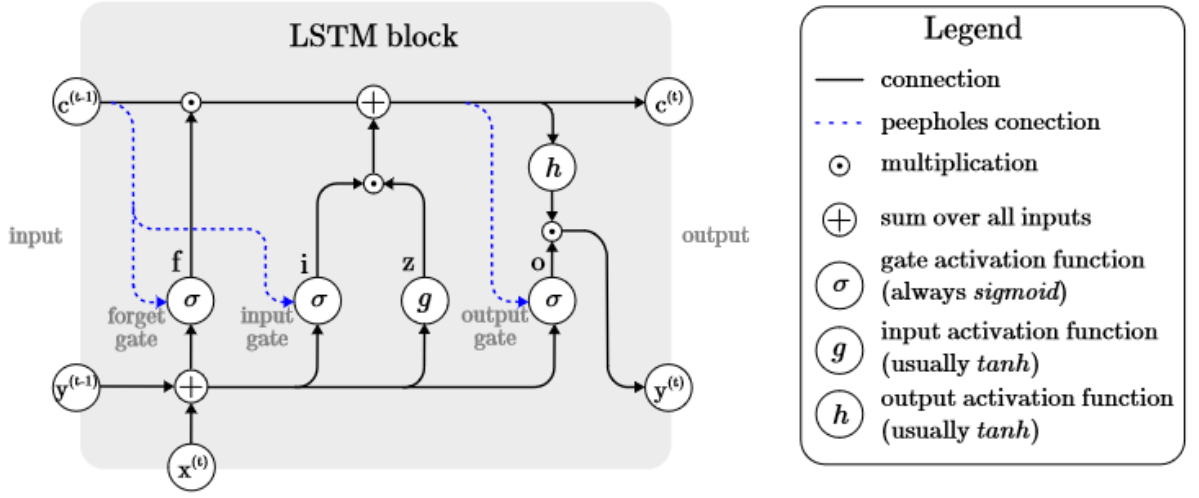 LSTM block
c(t-1)
+
c(t)
h
input
output
f
i
z
o
σ
σ
g
σ
forget
gate
input
gate
output
gate
y(t-1)
+
y(t)
x(t)
Legend
connection
peepholes conection
multiplication
+
sum over all inputs
σ
gate activation function
(always sigmoid)
g
input activation function
(usually tanh)
h
output activation function
(usually tanh)